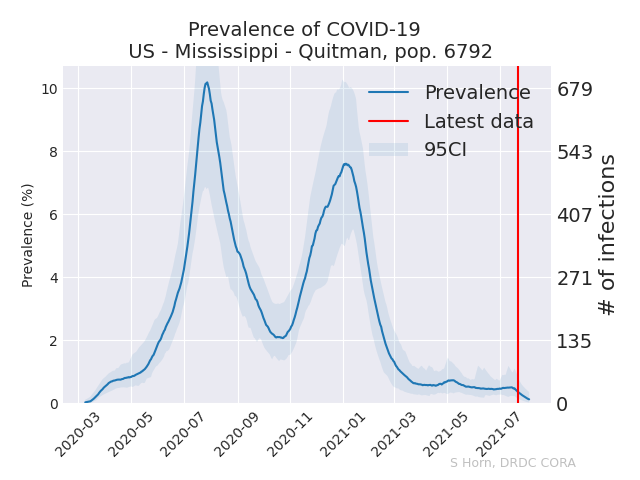 Prevalence of COVID-19
US - Mississippi - Quitman, pop. 6792
Prevalence
Latest data
95CI
Prevalence (%)
10
8
6
4
2
0
679
543
407
271
135
0
# of infections
2020-03
2020-05
2020-07
2020-09
2020-11
2021-01
2021-03
2021-05
2021-07
S Horn, DRDC CORA